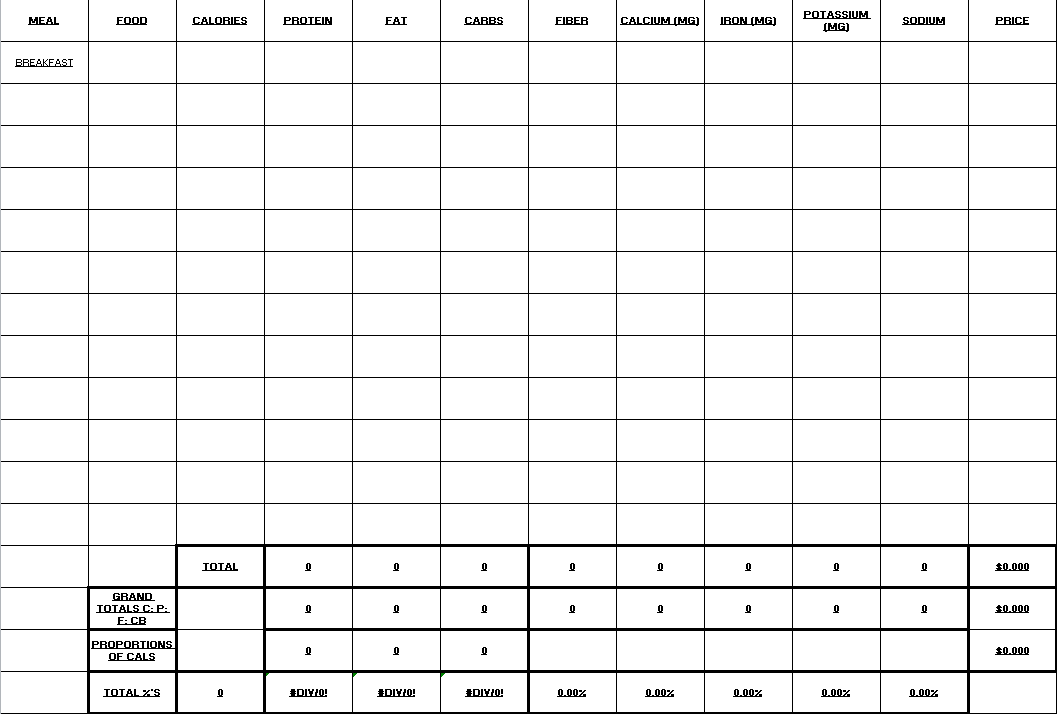 MEAL FOOD CALORIES PROTEIN FAT CARBS FIBER CALCIUM (MG) IRON (MG) POTASSIUM (MG) SODIUM PRICE
BREAKFAST
TOTAL 0 0 0 0 0 0 0 0 $0.000
GRAND TOTALS C: P: F: CB 0 0 0 0 0 0 0 0 $0.000
PROPORTIONS OF CALS 0 0 0 $0.000
TOTAL %'S 0 #DIV/0! #DIV/0! #DIV/0! 0.00% 0.00% 0.00% 0.00% 0.00%